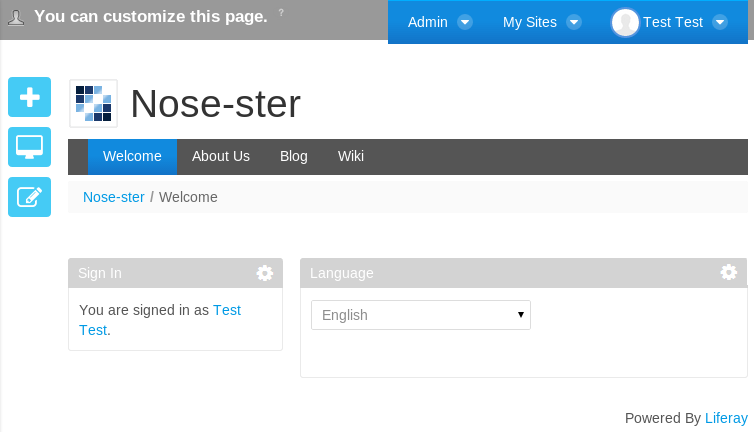 You can customize this page. ?
Admin My Sites Test Test
Nose-ster
Welcome About Us Blog Wiki
Nose-ster / Welcome
Sign In
You are signed in as Test
Test.
Language
English
Powered By Liferay